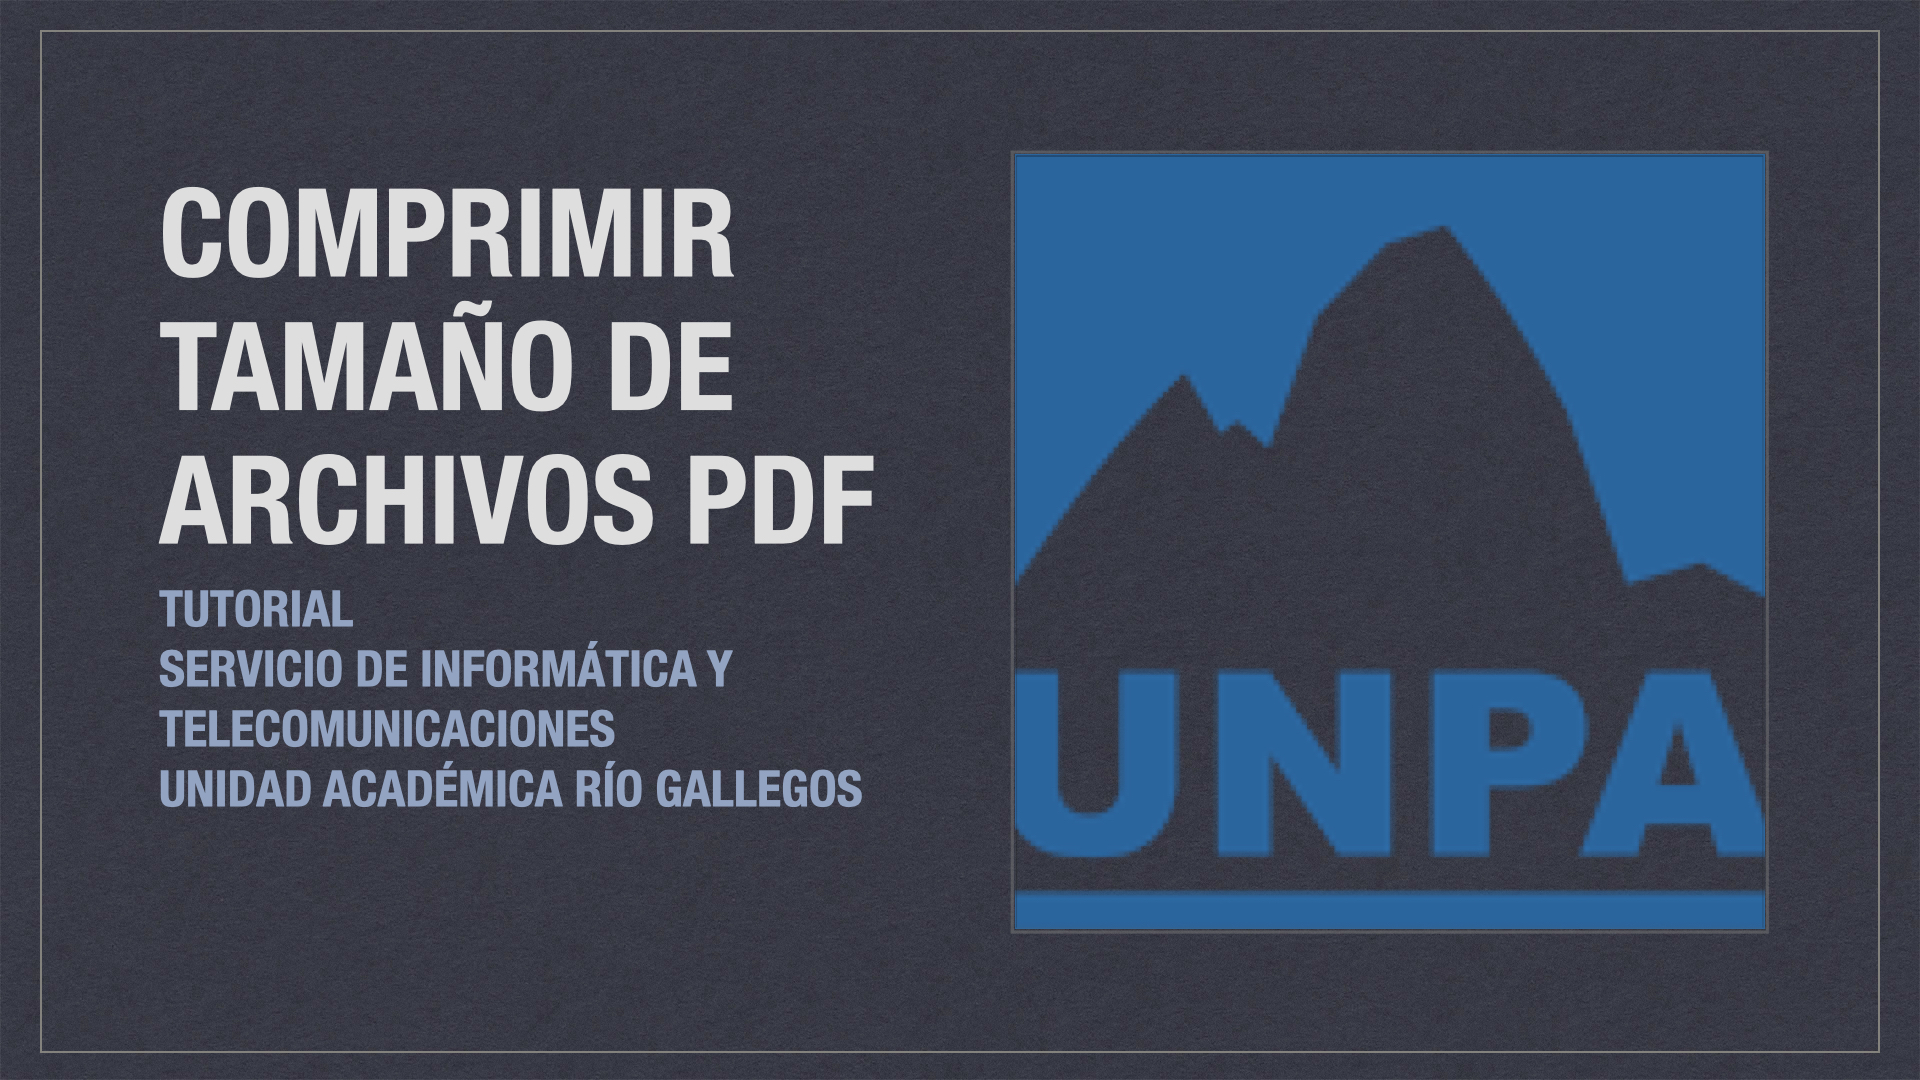 COMPRIMIR
TAMAÑO DE
ARCHIVOS PDF
TUTORIAL
SERVICIO DE INFORMÁTICA Y
TELECOMUNICACIONES
UNIDAD ACADÉMICA RÍO GALLEGOS
UNPA